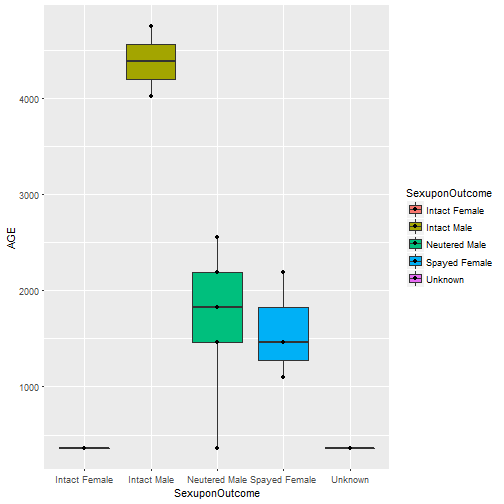 AGE
4000
3000
2000
1000
Intact Female Intact Male Neutered Male Spayed Female Unknown
SexuponOutcome
SexuponOutcome
Intact Female
Intact Male
Neutered Male
Spayed Female
Unknown